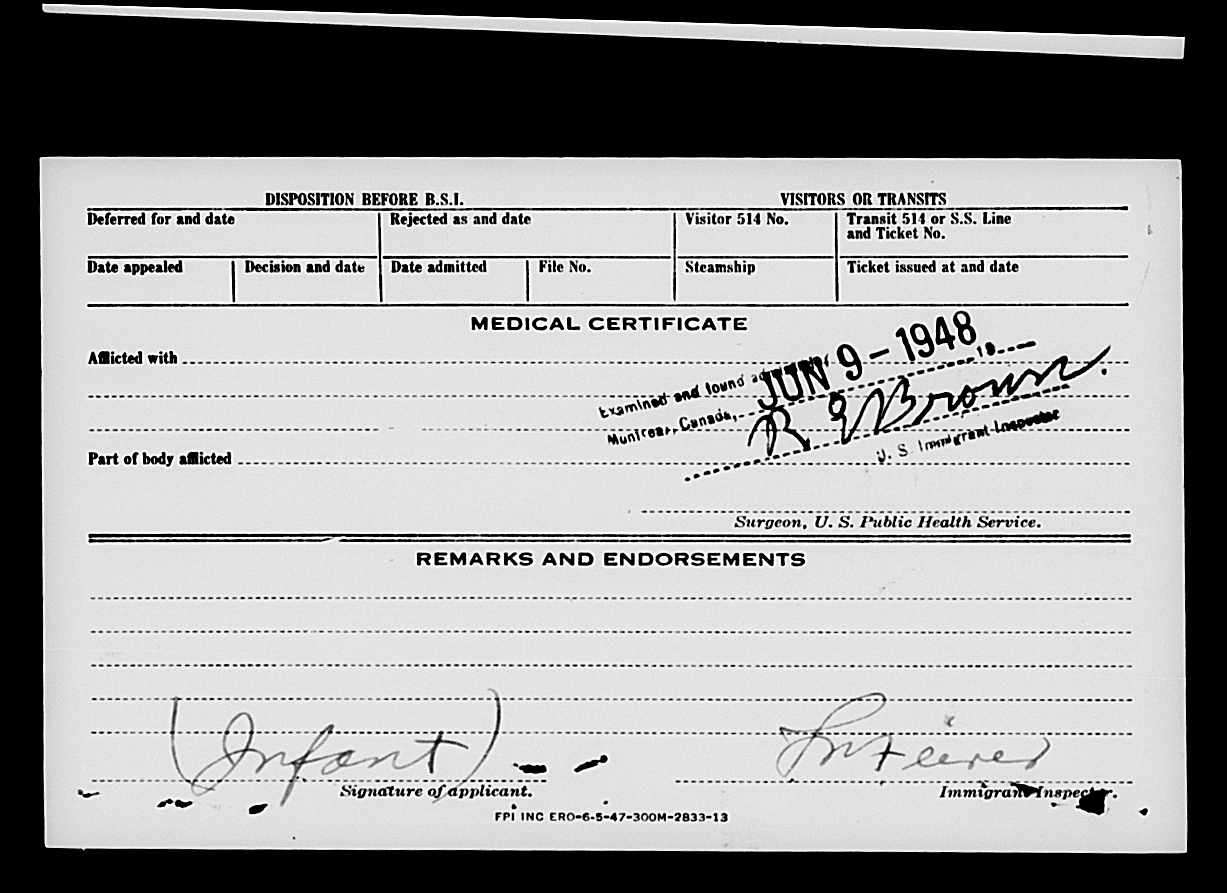 DISPOSITION BEFORE B.S.I. VISITORS OR TRANSITS
Deferred for and date Rejected as and date Visitor 514 No. Transit 514 or S.S. Line and Ticket No.
Date appealed Decision and date Date admitted File No. Steamship Ticket issued at and date
MEDICAL CERTIFICATE
Afflicted with
Examined and found
JUN 9 - 1948
19
Montreal, Canada,
R E Brown
U. S. Immigrant Inspector
Part of body afflicted
Surgeon, U. S. Public Health Service.
REMARKS AND ENDORSEMENTS
(Infant)
Signature of applicant. Immigrant Inspector.
FPI INC ERO-6-5-47-300M-2833-13